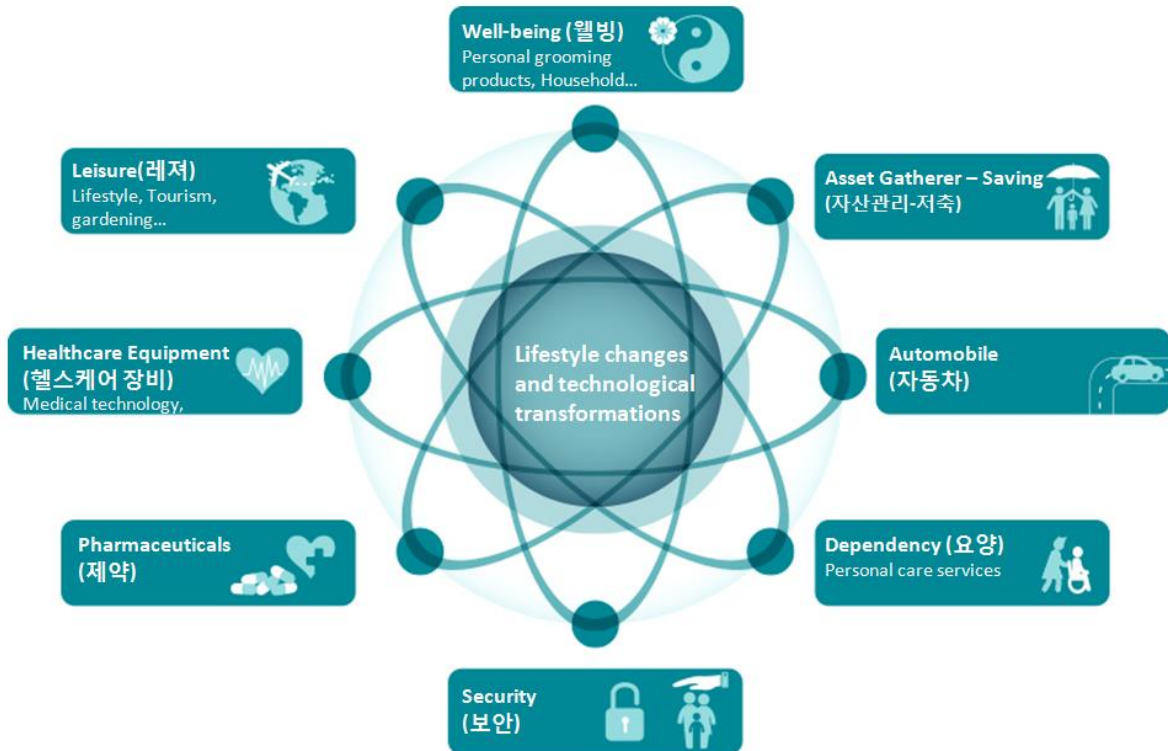 Well-being (웰빙)
Personal grooming
products, Household…
Leisure(레져)
Lifestyle, Tourism,
gardening…
Asset Gatherer – Saving
(자산관리-저축)
Healthcare Equipment
(헬스케어 장비)
Medical technology,
Lifestyle changes
and technological
transformations
Automobile
(자동차)
Pharmaceuticals
(제약)
Dependency (요양)
Personal care services
Security
(보안)